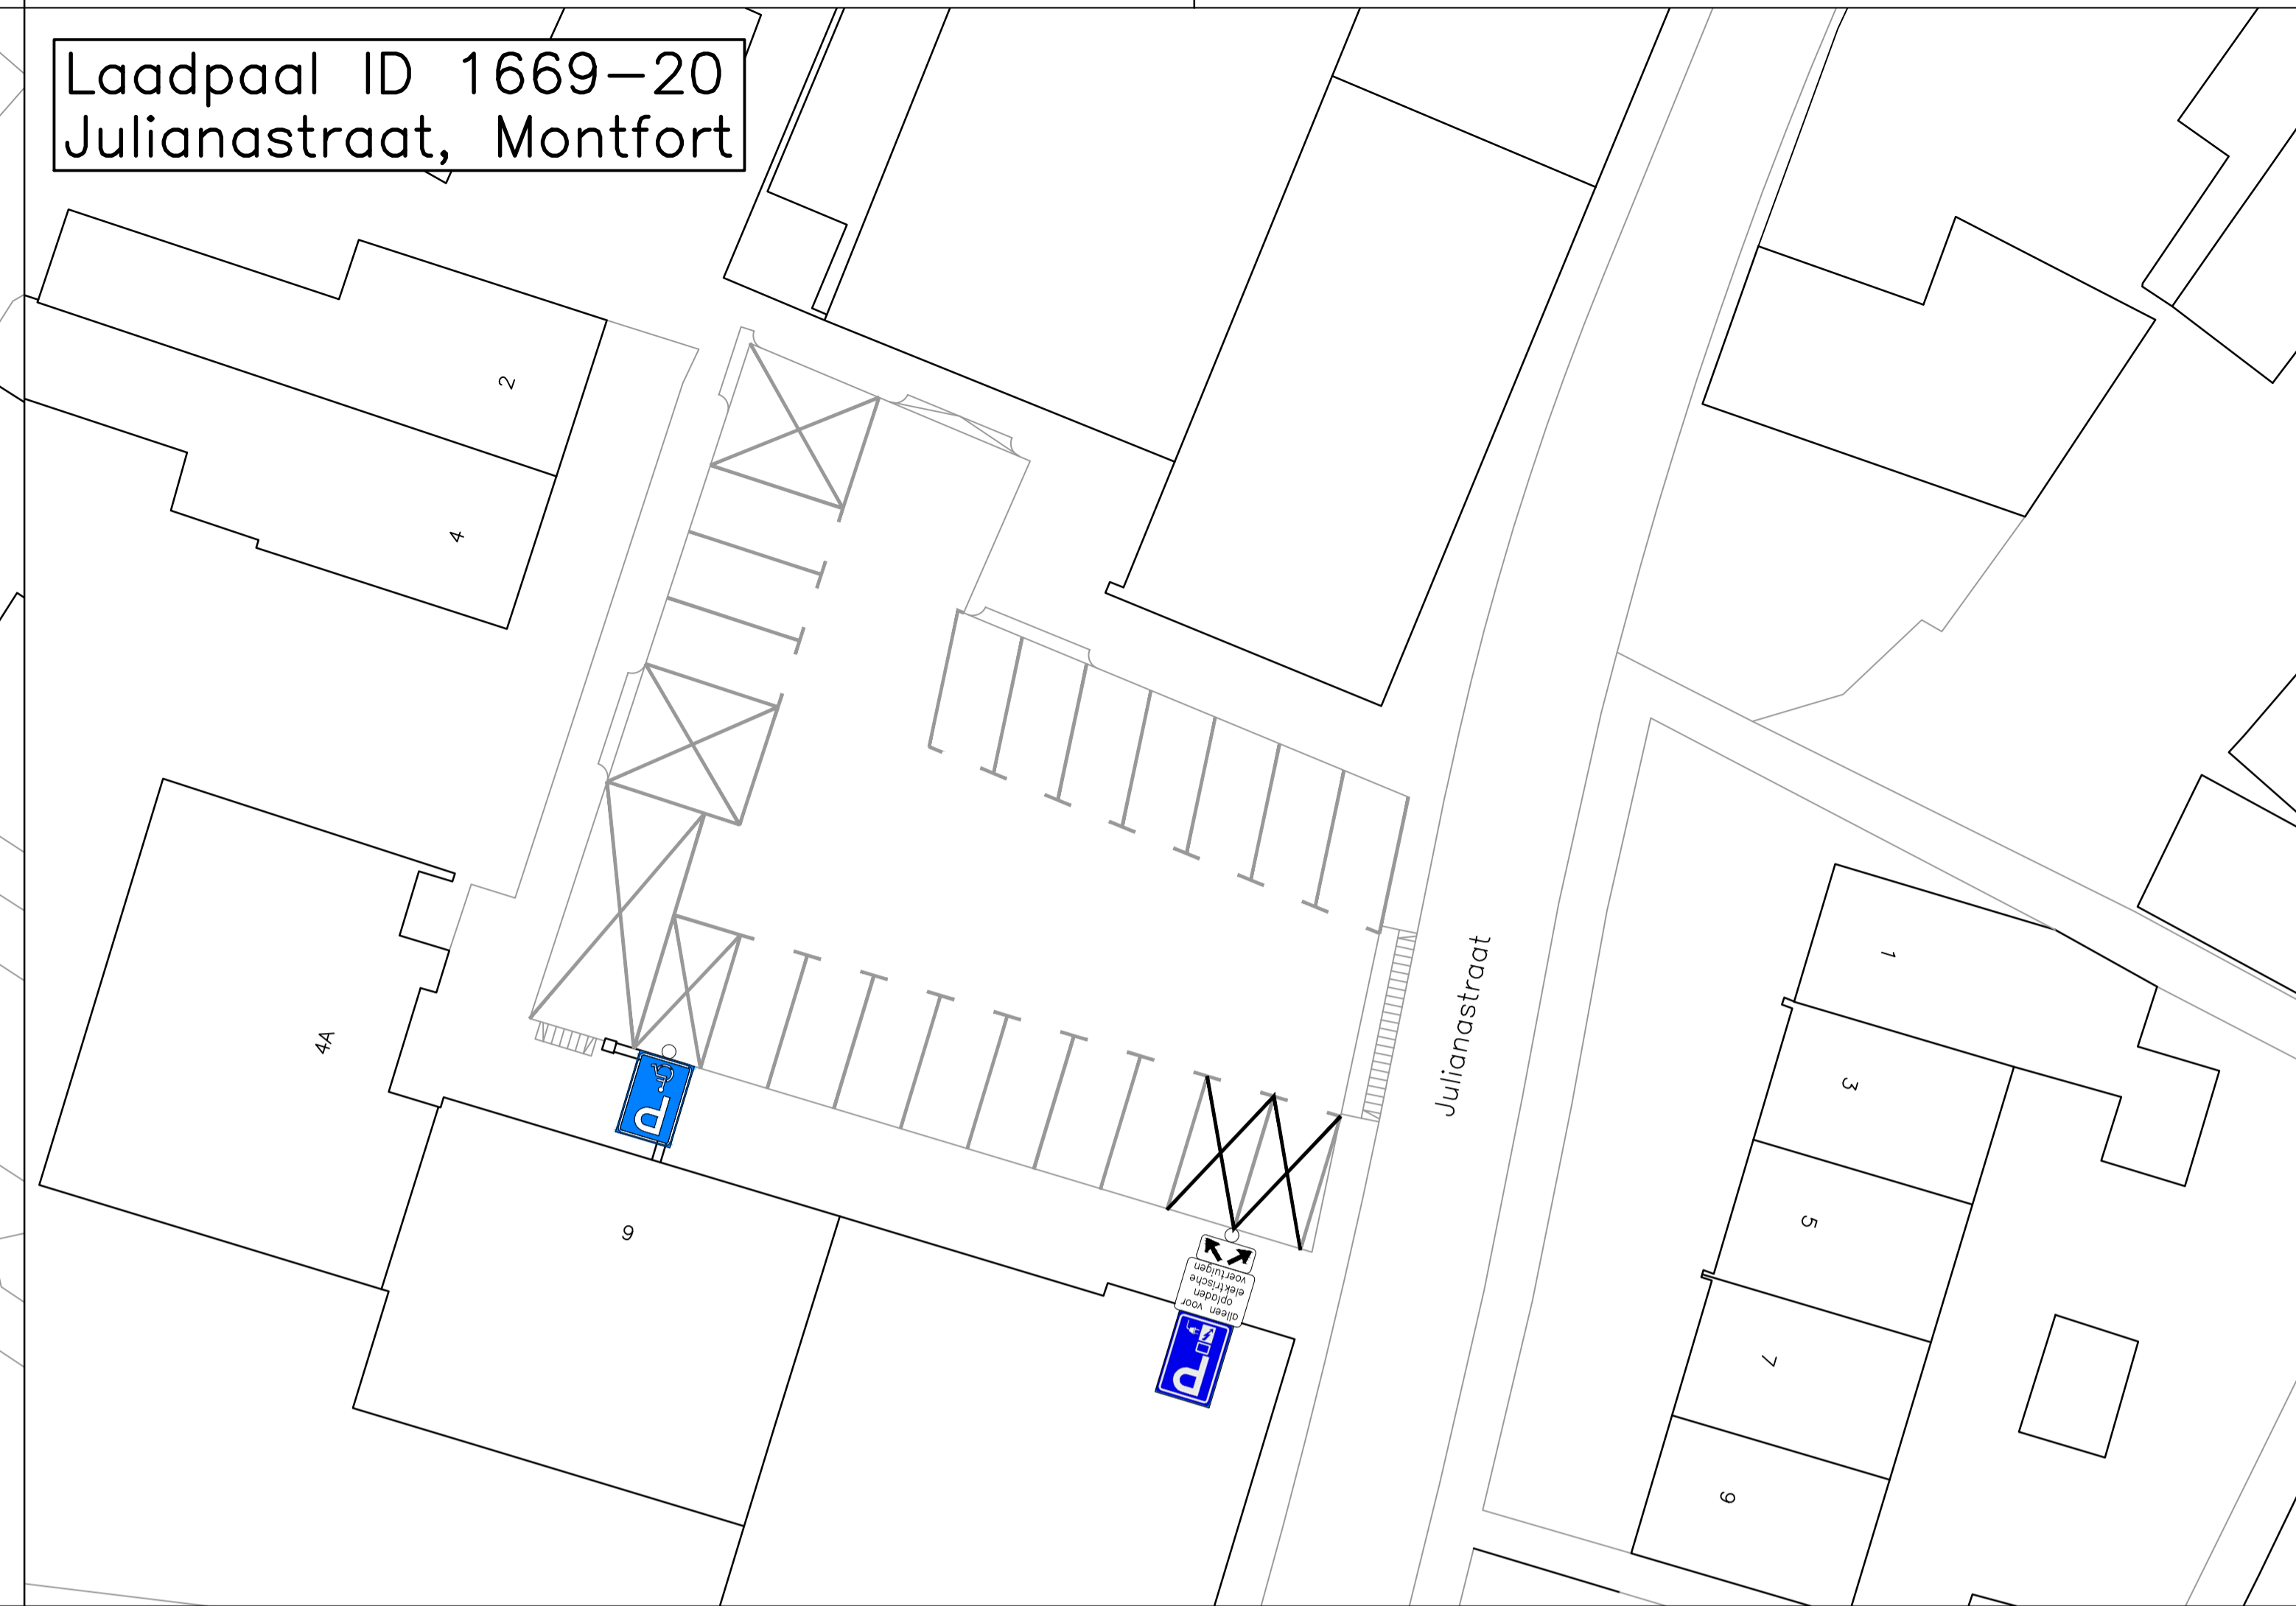 Laadpaal ID 1669-20
Julianastraat, Montfort
2
4
4A
6
1
3
5
7
9
Julianastraat
P
P
alleen voor
opladen
elektrische
voertuigen